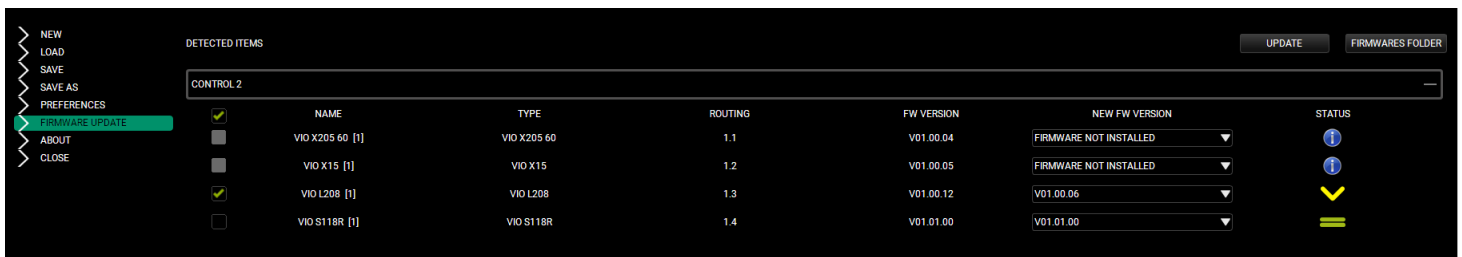 NEW
LOAD
SAVE
SAVE AS
PREFERENCES
FIRMWARE UPDATE
ABOUT
CLOSE
DETECTED ITEMS
UPDATE FIRMWARES FOLDER
CONTROL 2
NAME TYPE ROUTING FW VERSION NEW FW VERSION STATUS
VIO X205 60 [1] VIO X205 60 1.1 V01.00.04 FIRMWARE NOT INSTALLED
VIO X15 [1] VIO X15 1.2 V01.00.05 FIRMWARE NOT INSTALLED
VIO L208 [1] VIO L208 1.3 V01.00.12 V01.00.06
VIO S118R [1] VIO S118R 1.4 V01.01.00 V01.01.00